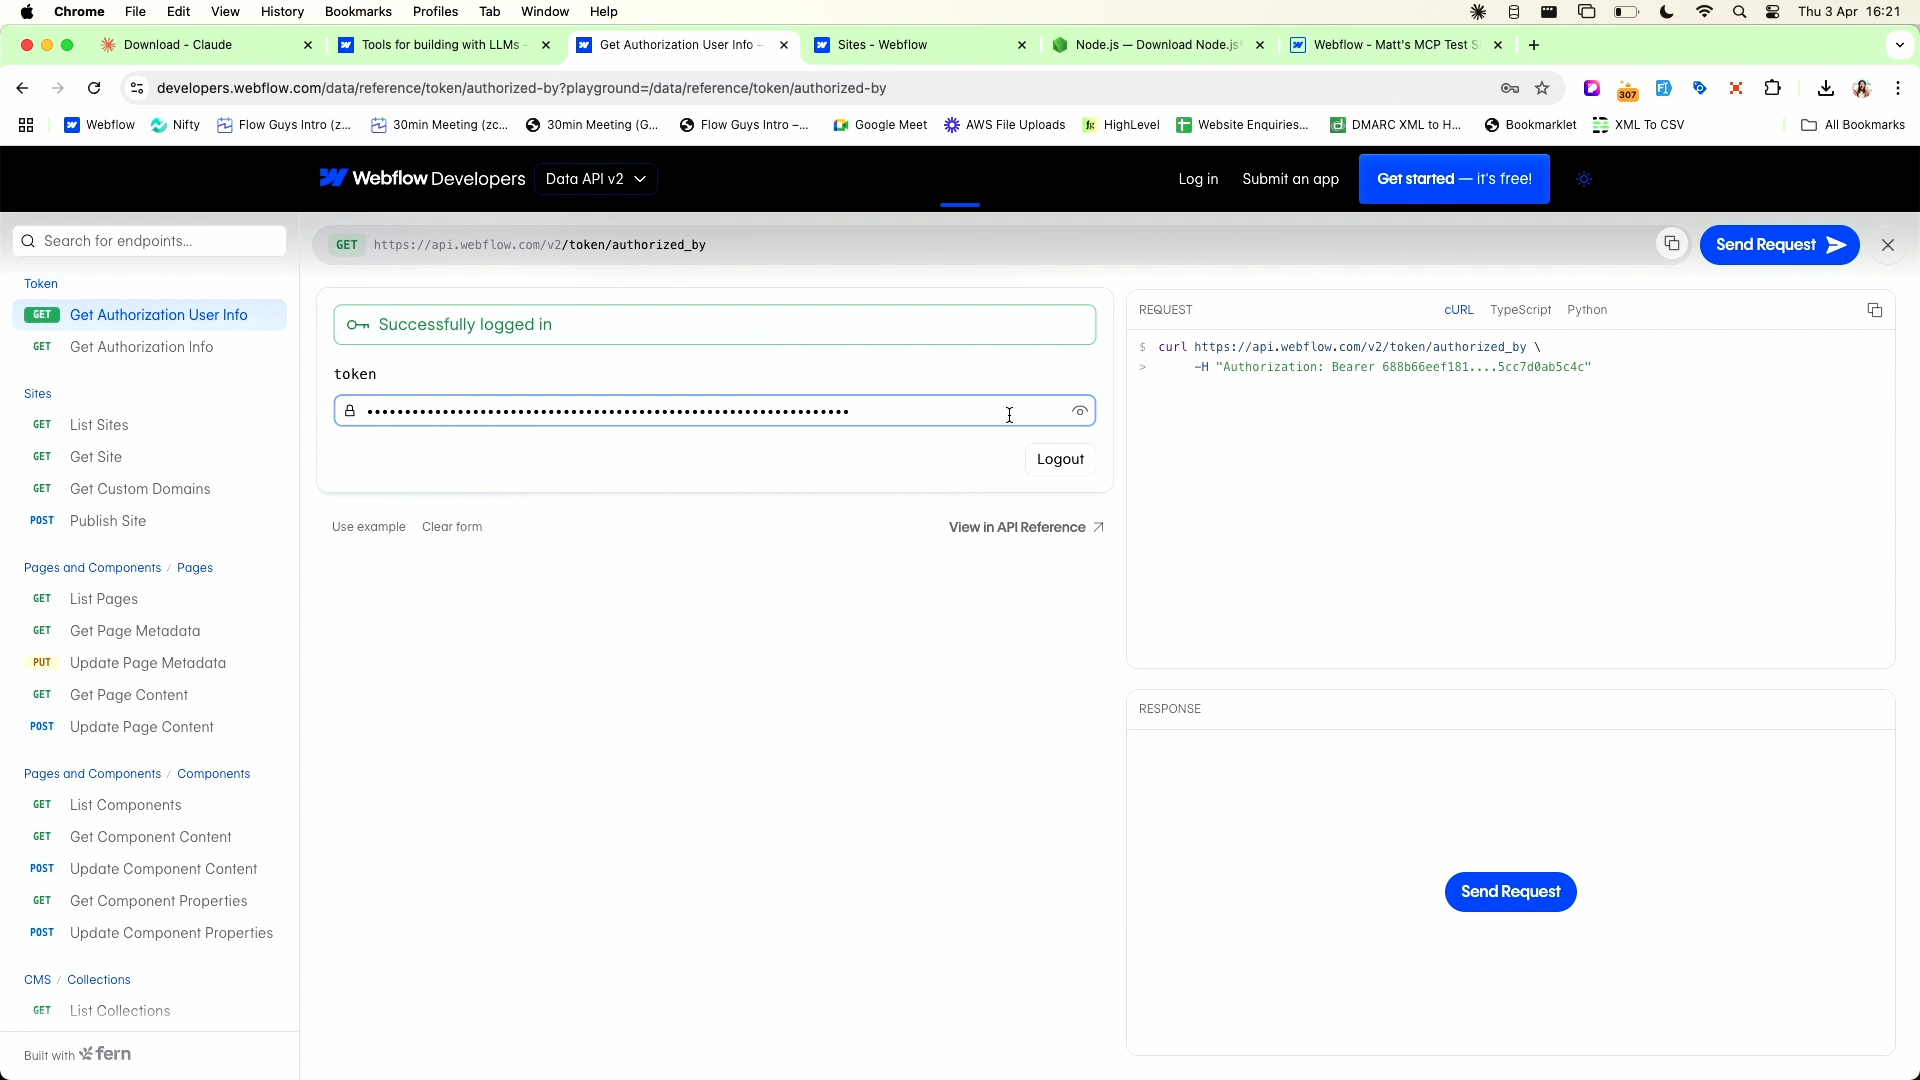 Chrome File Edit View History Bookmarks Profiles Tab Window Help Thu 3 Apr 16:21
Download - Claude
Tools for building with LLMs -
Get Authorization User Info –
Sites - Webflow
Node.js — Download Node.js
Webflow - Matt's MCP Test S
developers.webflow.com/data/reference/token/authorized-by?playground=/data/reference/token/authorized-by
307
Webflow
Nifty
Flow Guys Intro (z...
30min Meeting (zc...
30min Meeting (G...
Flow Guys Intro –...
Google Meet
AWS File Uploads
HighLevel
Website Enquiries...
DMARC XML to H...
Bookmarklet
XML To CSV
All Bookmarks
Webflow Developers
Data API v2
Log in
Submit an app
Get started — it's free!
Search for endpoints...
Token
GET Get Authorization User Info
GET Get Authorization Info
Sites
GET List Sites
GET Get Site
GET Get Custom Domains
POST Publish Site
Pages and Components / Pages
GET List Pages
GET Get Page Metadata
PUT Update Page Metadata
GET Get Page Content
POST Update Page Content
Pages and Components / Components
GET List Components
GET Get Component Content
POST Update Component Content
GET Get Component Properties
POST Update Component Properties
CMS / Collections
GET List Collections
Built with fern
GET https://api.webflow.com/v2/token/authorized_by
Send Request
Successfully logged in
token
••••••••••••••••••••••••••••••••••••••••••••••••••••••••••••••••
Logout
Use example
Clear form
View in API Reference
REQUEST
cURL TypeScript Python
$ curl https://api.webflow.com/v2/token/authorized_by \
> -H "Authorization: Bearer 688b66eef181....5cc7d0ab5c4c"
RESPONSE
Send Request